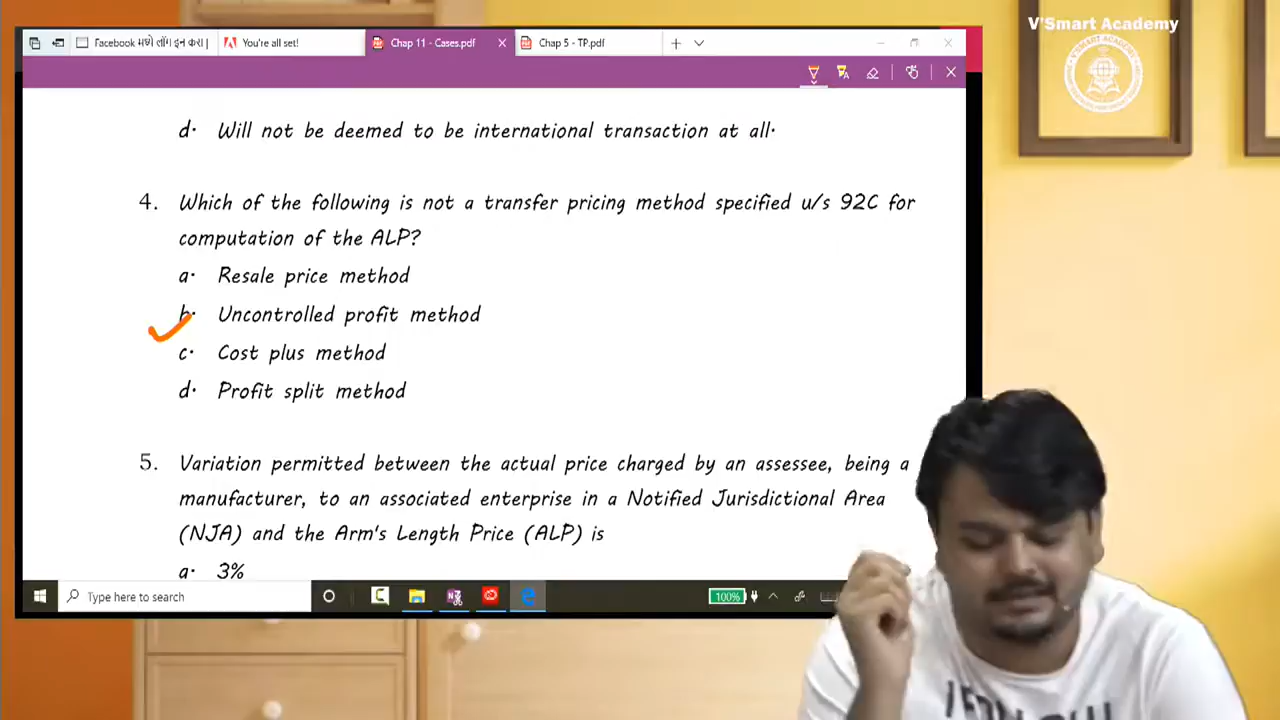 V'Smart Academy
Facebook मध्ये लॉग इन करा |
You're all set!
Chap 11 - Cases.pdf
Chap 5 - TP.pdf
d. Will not be deemed to be international transaction at all.
4. Which of the following is not a transfer pricing method specified u/s 92C for
computation of the ALP?
a. Resale price method
b. Uncontrolled profit method
c. Cost plus method
d. Profit split method
5. Variation permitted between the actual price charged by an assessee, being a
manufacturer, to an associated enterprise in a Notified Jurisdictional Area
(NJA) and the Arm's Length Price (ALP) is
a. 3%
Type here to search
100%